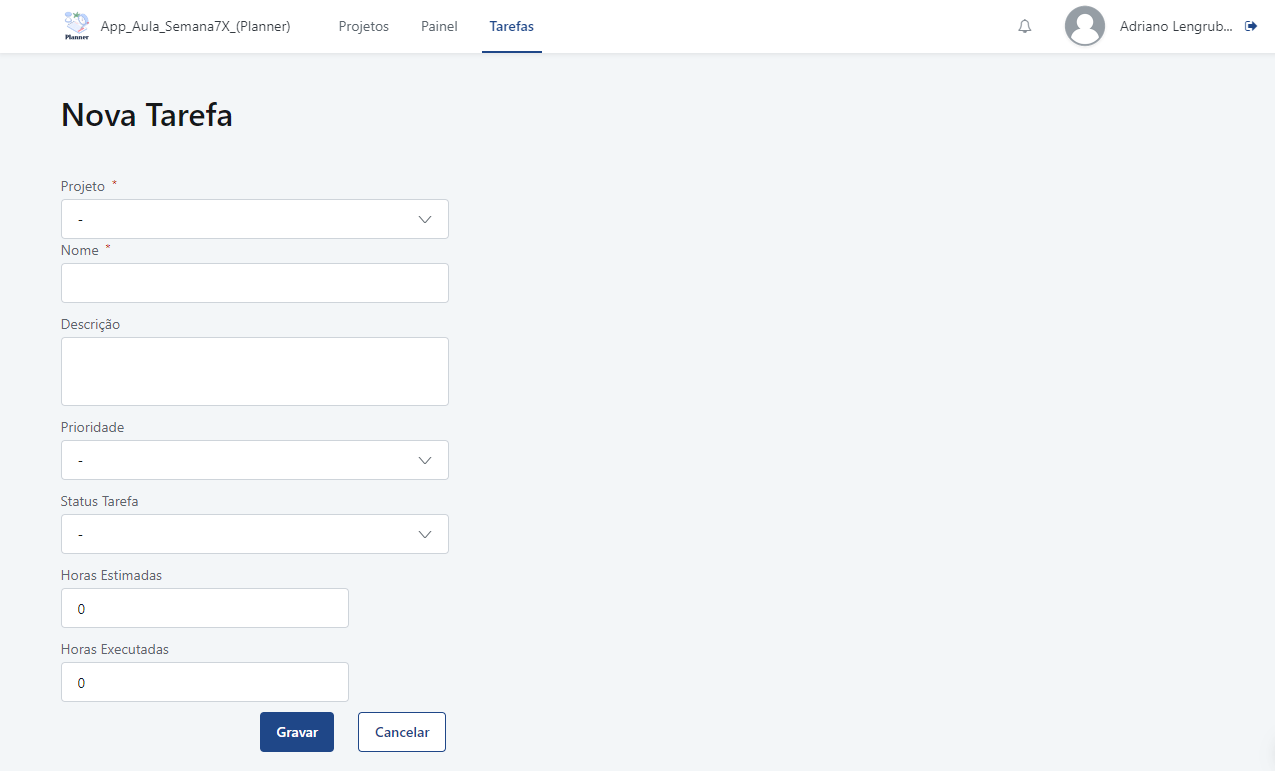 Planner
App_Aula_Semana7X_(Planner) Projetos Painel Tarefas Adriano Lengrub...
Nova Tarefa
Projeto *
-
Nome *
Descrição
Prioridade
-
Status Tarefa
-
Horas Estimadas
0
Horas Executadas
0
Gravar Cancelar